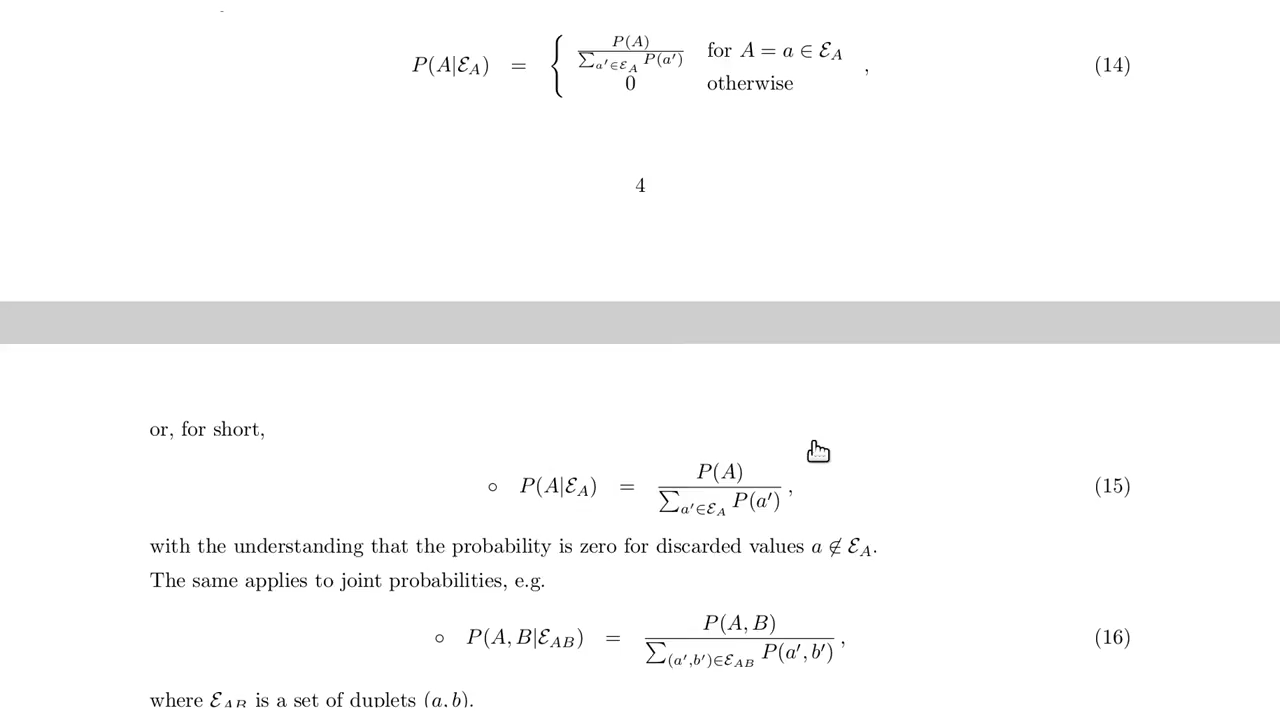 P(A|ℰ_A) = { P(A) / ∑_{a′∈ℰ_A} P(a′) for A = a ∈ ℰ_A
0 otherwise , (14)
4
or, for short,
∘ P(A|ℰ_A) = P(A) / ∑_{a′∈ℰ_A} P(a′) , (15)
with the understanding that the probability is zero for discarded values a ∉ ℰ_A.
The same applies to joint probabilities, e.g.
∘ P(A, B|ℰ_{AB}) = P(A, B) / ∑_{(a′,b′)∈ℰ_{AB}} P(a′, b′) , (16)
where ℰ_{AB} is a set of duplets (a, b).